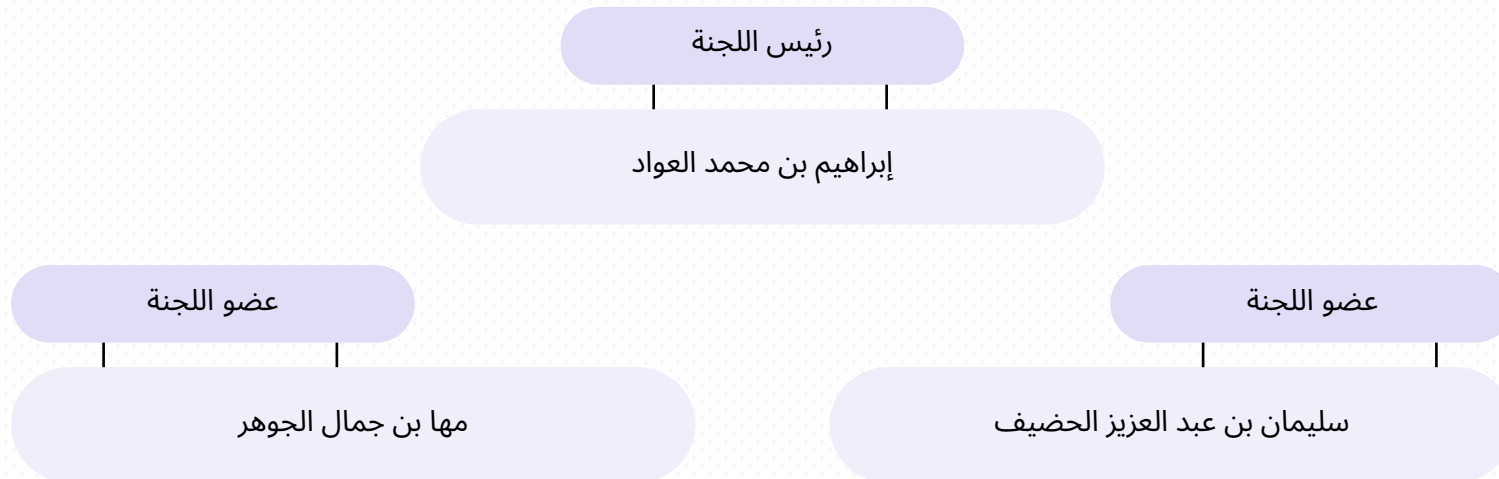 رئيس اللجنة
إبراهيم بن محمد العواد
عضو اللجنة
سليمان بن عبد العزيز الحضيف
عضو اللجنة
مها بن جمال الجوهر